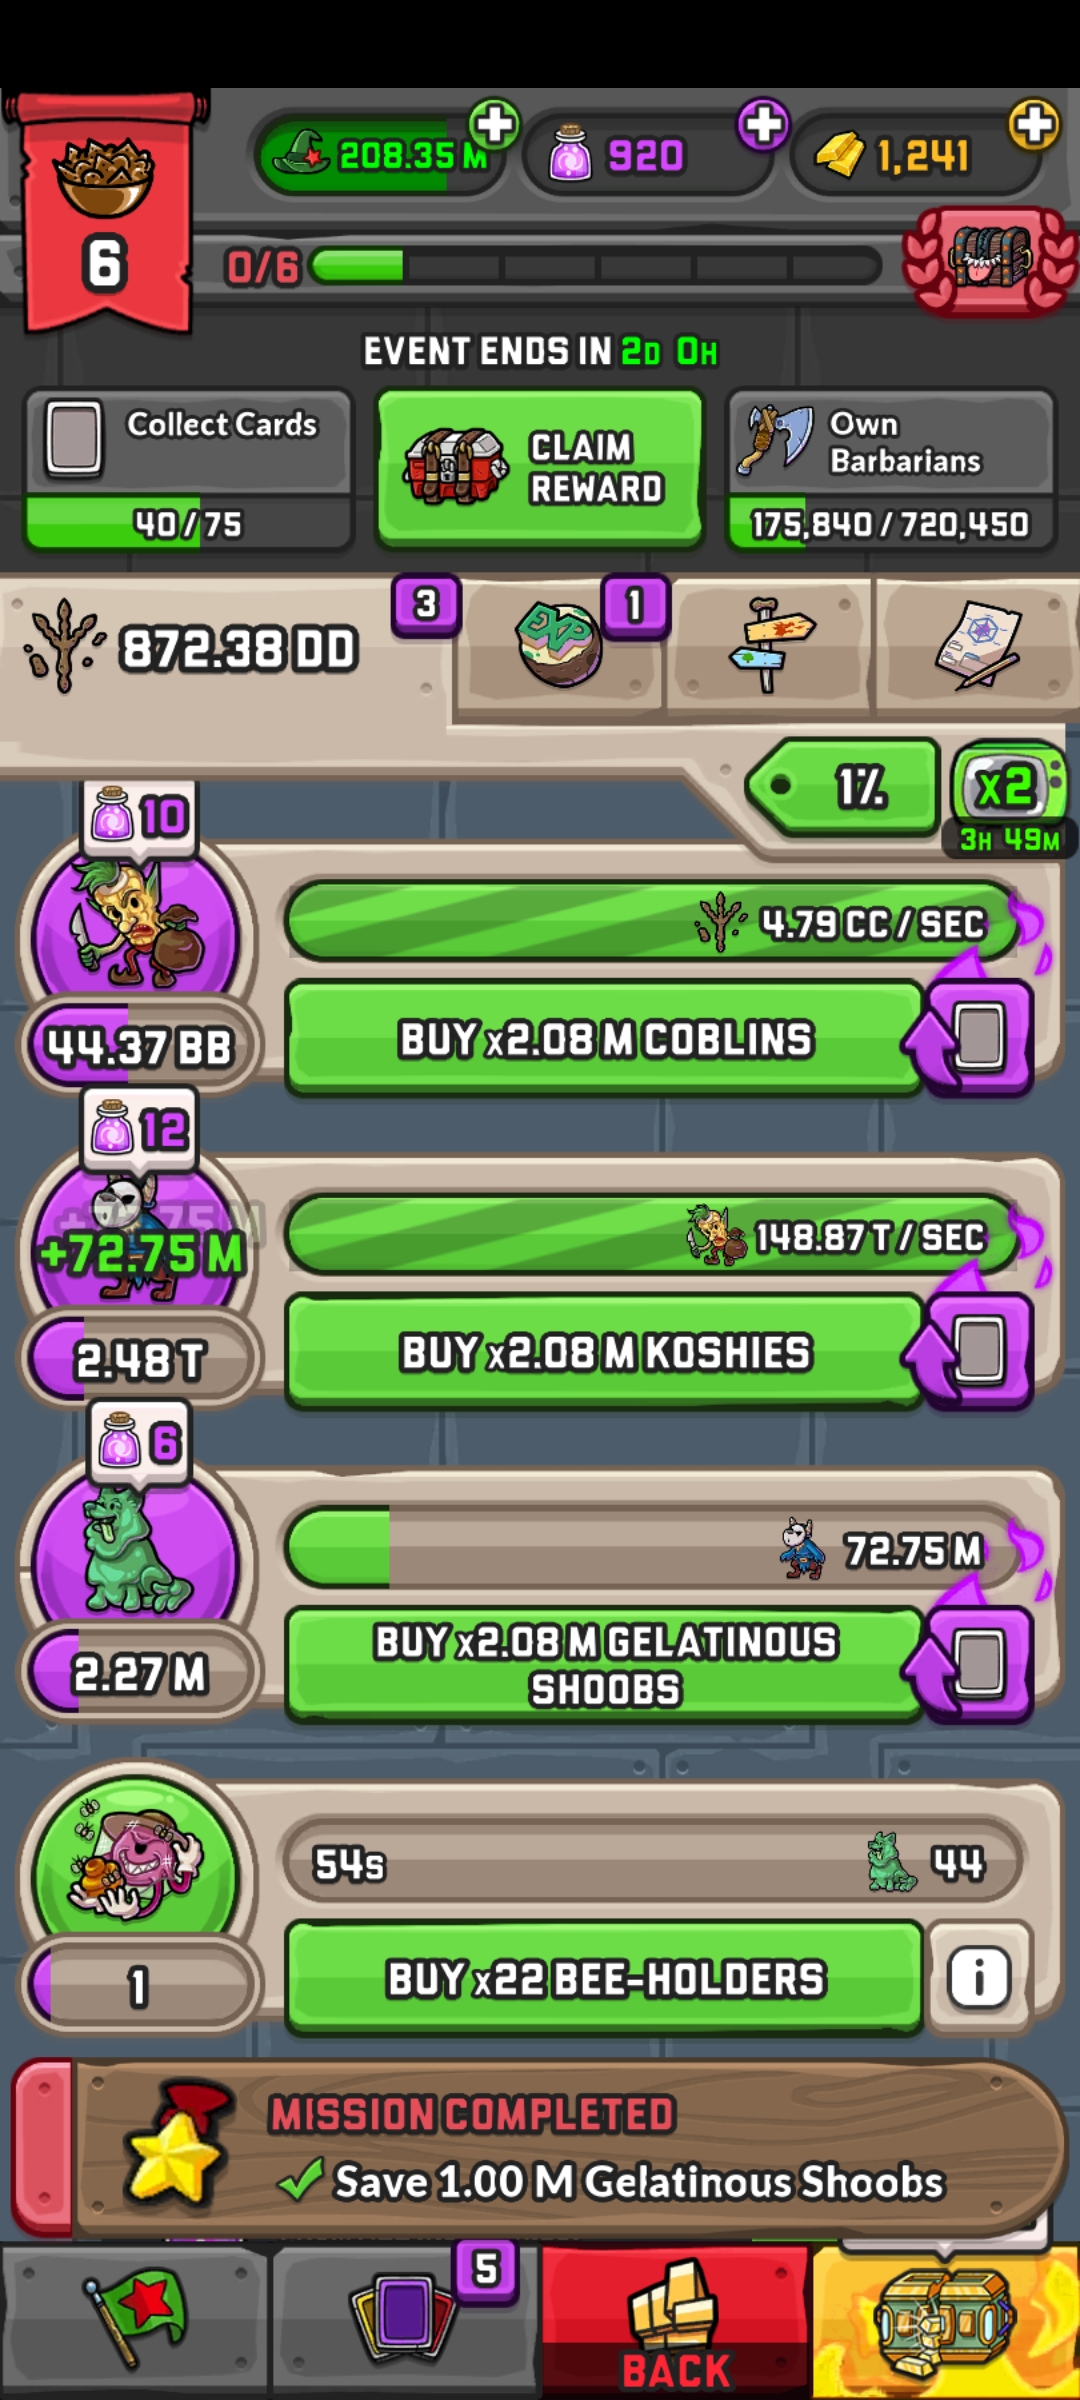 208.35 M
920
1,241
6
0/6
EVENT ENDS IN 2D 0H
Collect Cards
40/75
CLAIM
REWARD
Own
Barbarians
175,840/720,450
872.38 DD
3
EXP
1
1%
x2
3H 49M
10
4.79 CC/SEC
44.37 BB
BUY x2.08 M COBLINS
12
+72.75 M
148.87 T/SEC
2.48 T
BUY x2.08 M KOSHIES
6
72.75 M
2.27 M
BUY x2.08 M GELATINOUS
SHOOBS
54s
44
1
BUY x22 BEE-HOLDERS
i
MISSION COMPLETED
Save 1.00 M Gelatinous Shoobs
5
BACK